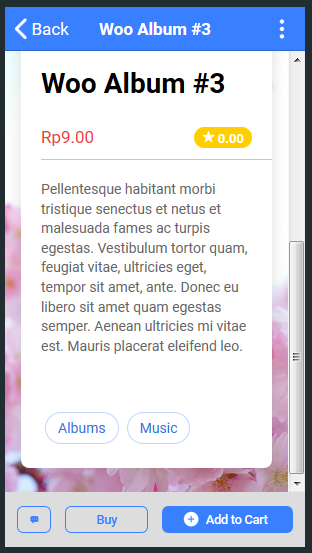 Back
Woo Album #3
Woo Album #3
Rp9.00
★ 0.00
Pellentesque habitant morbi
tristique senectus et netus et
malesuada fames ac turpis
egestas. Vestibulum tortor quam,
feugiat vitae, ultricies eget,
tempor sit amet, ante. Donec eu
libero sit amet quam egestas
semper. Aenean ultricies mi vitae
est. Mauris placerat eleifend leo.
Albums
Music
Buy
Add to Cart